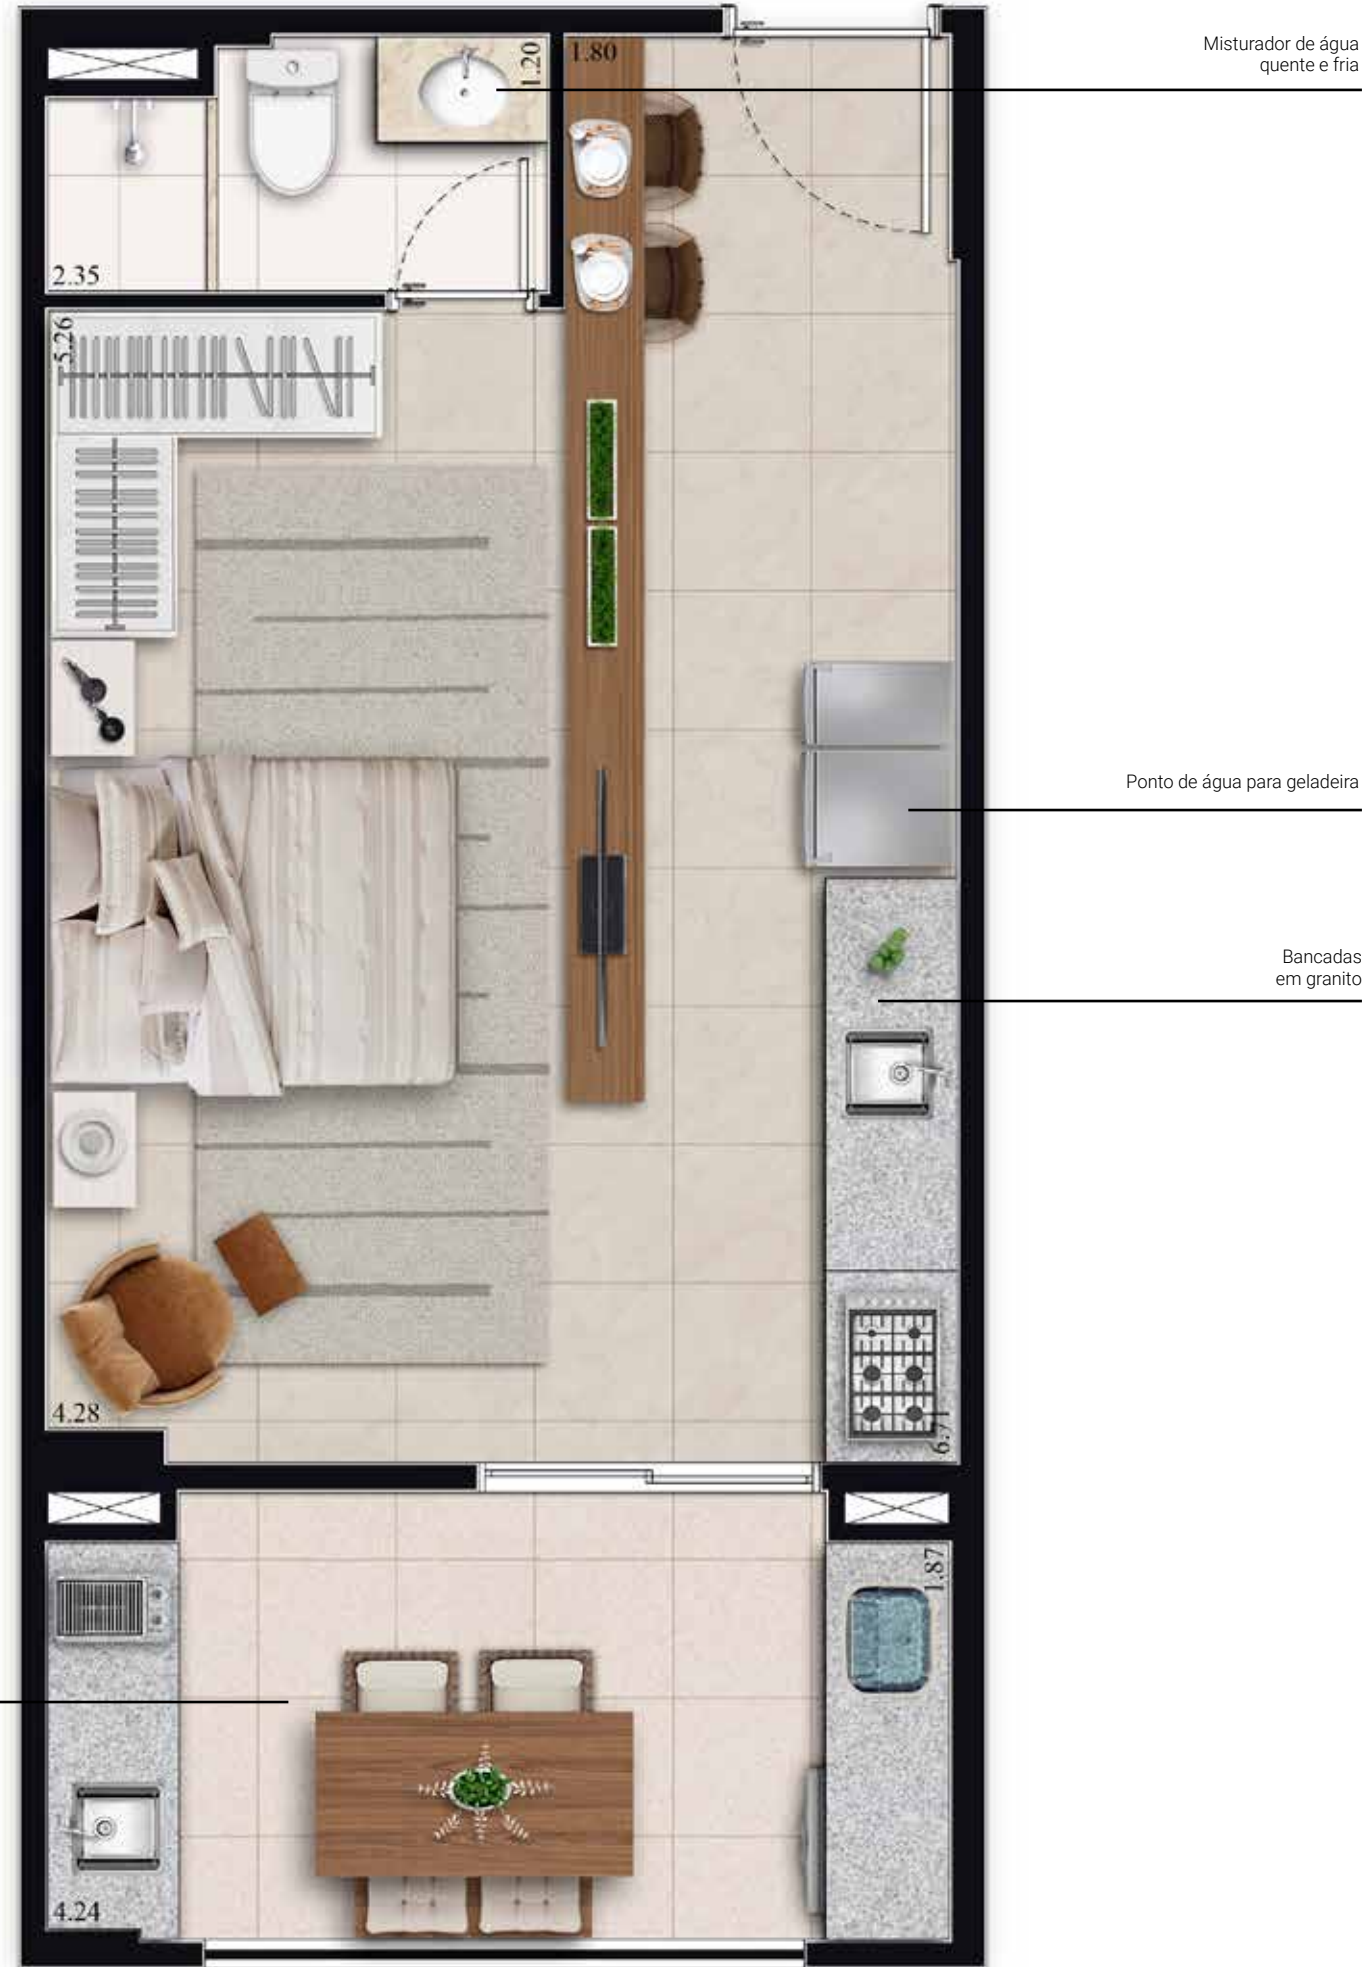 1.20
1.80
Misturador de água
quente e fria
2.35
5.26
Ponto de água para geladeira
Bancadas
em granito
4.28
6.71
1.87
4.24